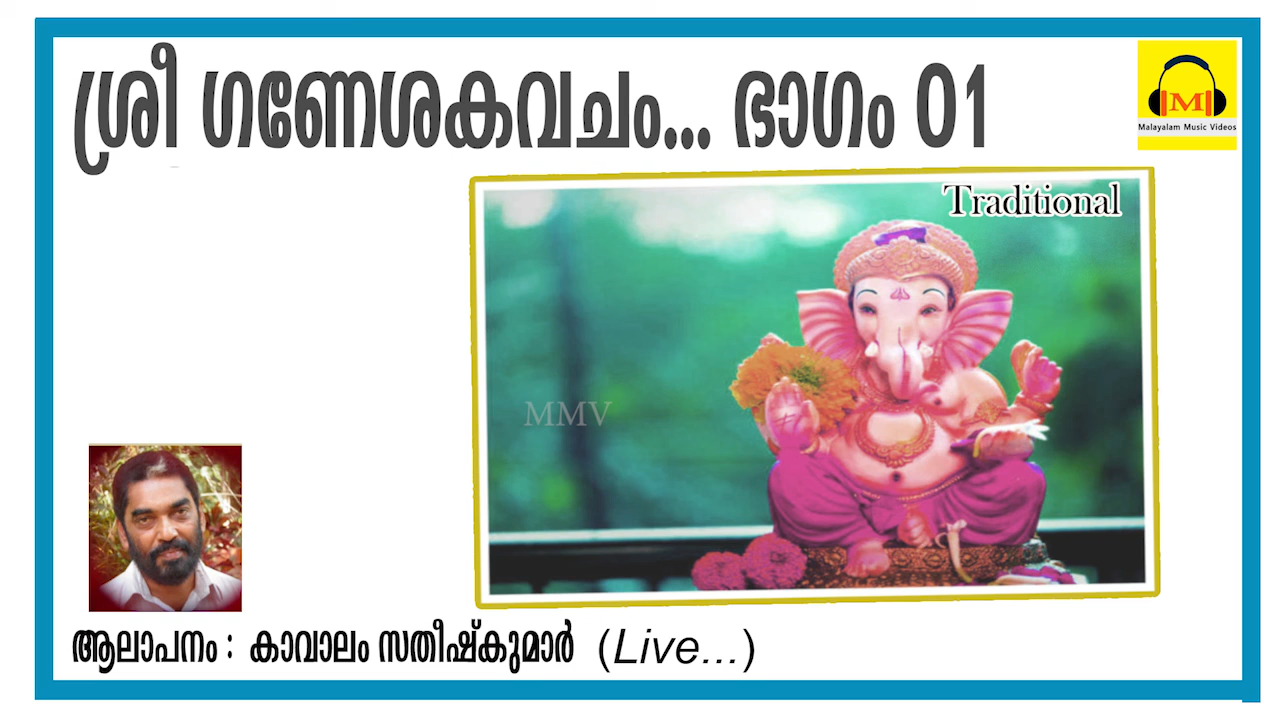 ശ്രീ ഗണേശകവചം... ഭാഗം 01
M
Malayalam Music Videos
Traditional
MMV
ആലാപനം : കാവാലം സതീഷ്കുമാർ (Live...)